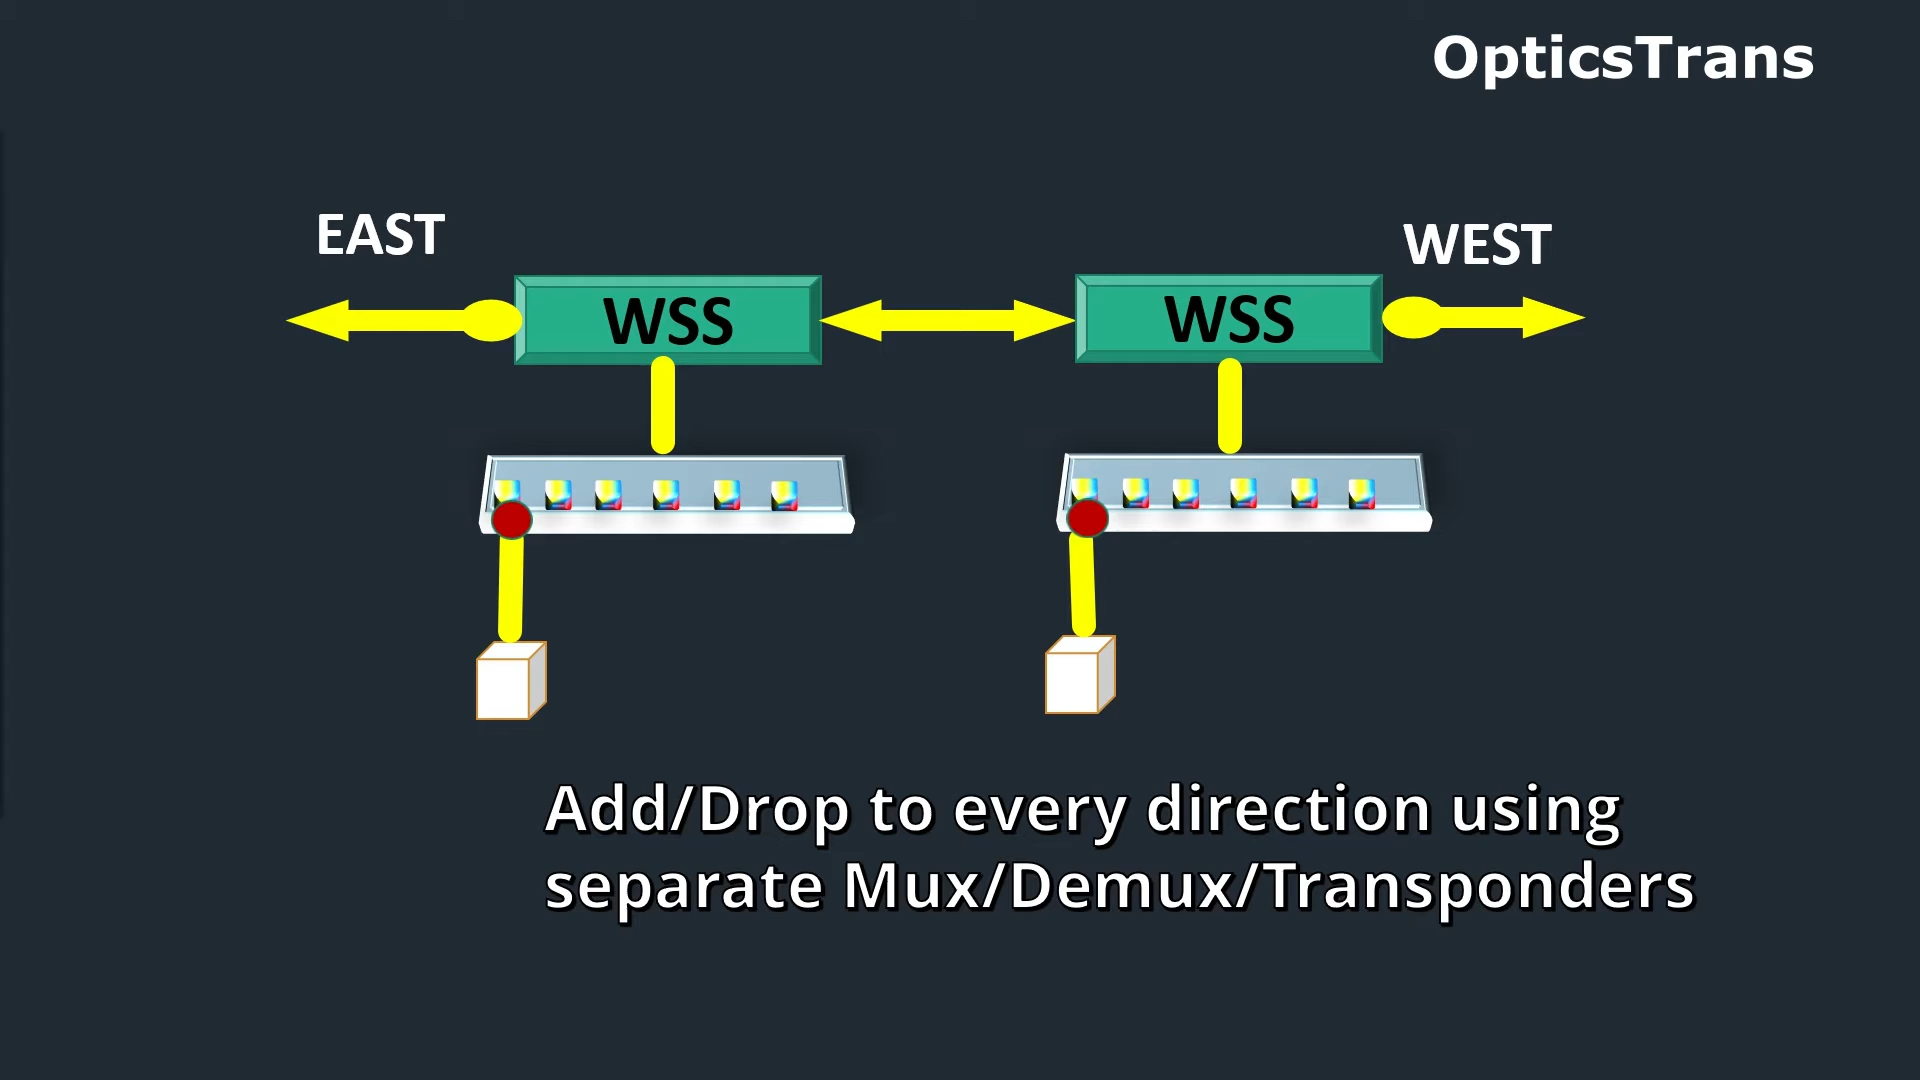 OpticsTrans
EAST
WEST
WSS
WSS
Add/Drop to every direction using
separate Mux/Demux/Transponders